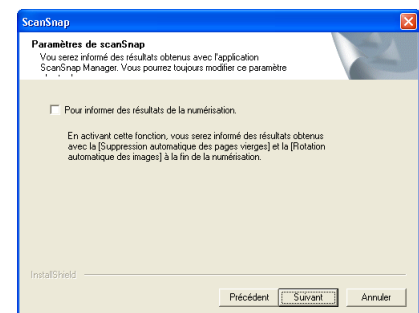 ScanSnap
Paramètres de scanSnap
Vous serez informé des résultats obtenus avec l'application
ScanSnap Manager. Vous pourrez toujours modifier ce paramètre
Pour informer des résultats de la numérisation.
En activant cette fonction, vous serez informé des résultats obtenus
avec la [Suppression automatique des pages vierges] et la [Rotation
automatique des images] à la fin de la numérisation.
InstallShield
Précédent Suivant Annuler